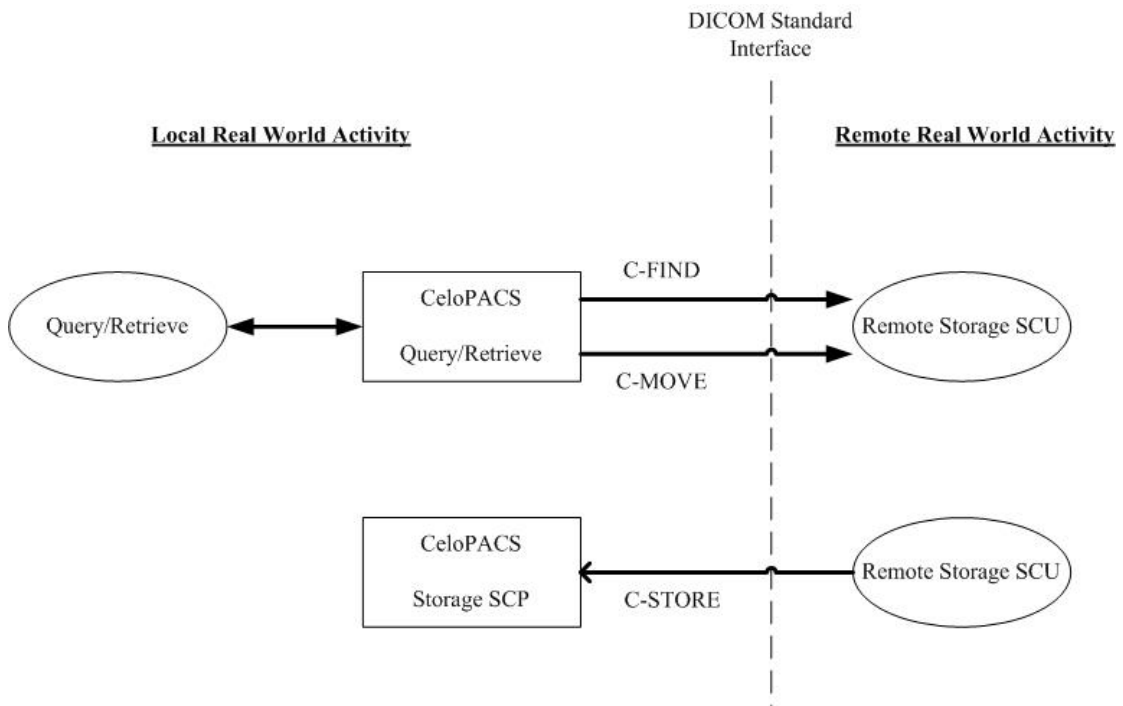 DICOM Standard
Interface
Local Real World Activity
Remote Real World Activity
C-FIND
CeloPACS
Query/Retrieve
Query/Retrieve
Remote Storage SCU
C-MOVE
CeloPACS
Storage SCP
Remote Storage SCU
C-STORE